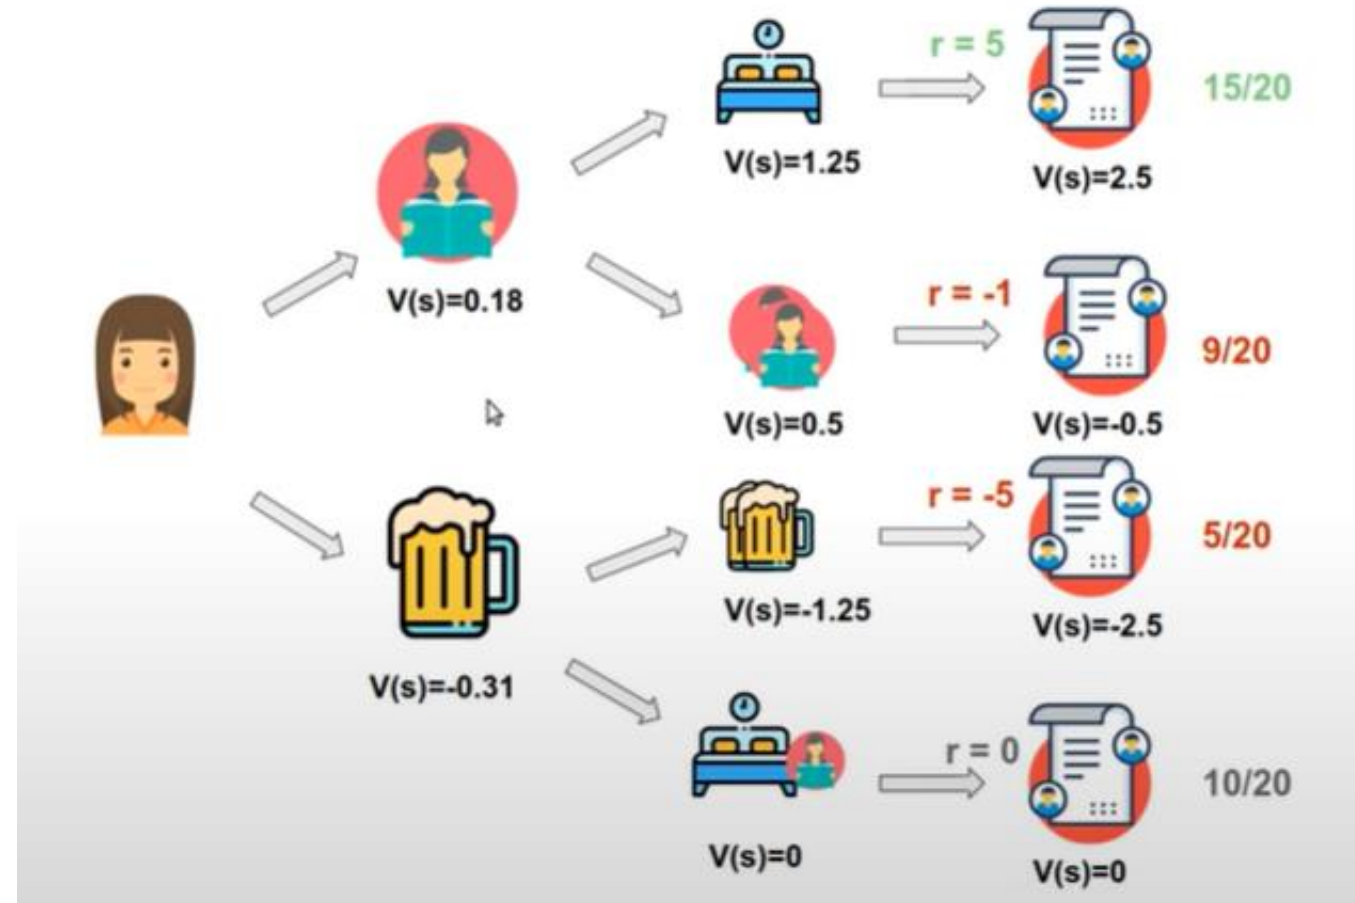 r = 5
15/20
V(s)=1.25
V(s)=2.5
V(s)=0.18
r = -1
9/20
V(s)=0.5
V(s)=-0.5
r = -5
5/20
V(s)=-1.25
V(s)=-2.5
V(s)=-0.31
r = 0
10/20
V(s)=0
V(s)=0